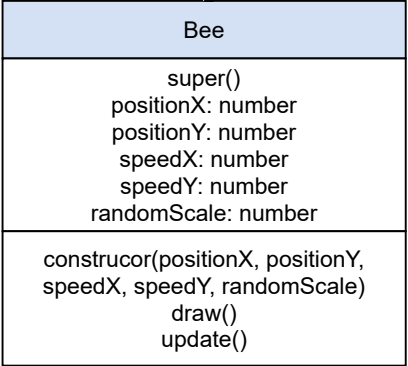 Bee
super()
positionX: number
positionY: number
speedX: number
speedY: number
randomScale: number
construcor(positionX, positionY,
speedX, speedY, randomScale)
draw()
update()